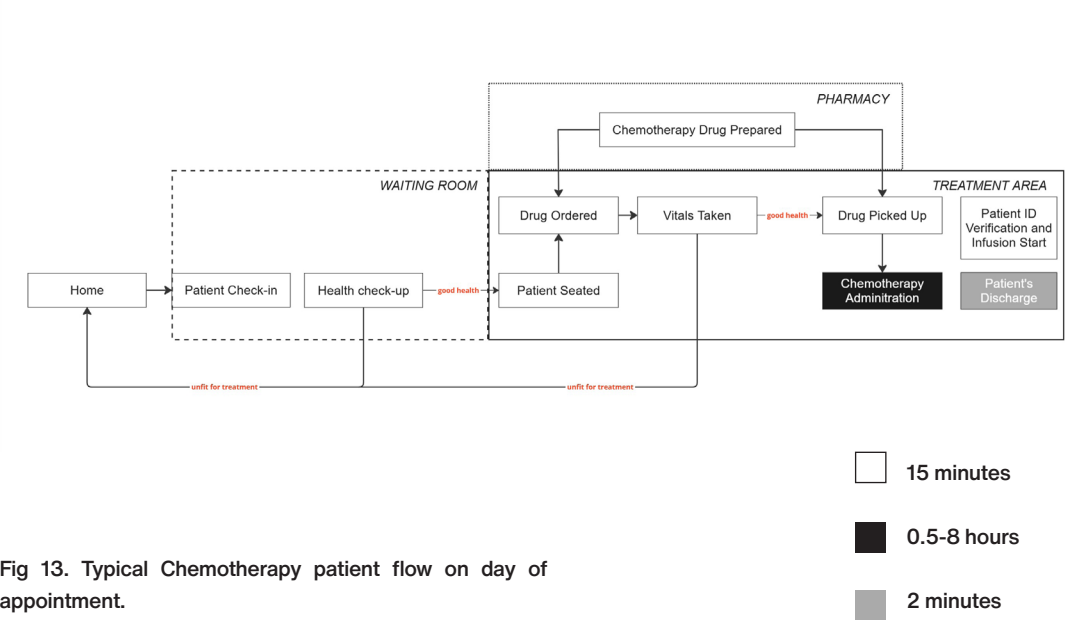 PHARMACY
Chemotherapy Drug Prepared
WAITING ROOM
TREATMENT AREA
Drug Ordered
Vitals Taken
good health
Drug Picked Up
Patient ID
Verification and
Infusion Start
Home
Patient Check-in
Health check-up
good health
Patient Seated
Chemotherapy
Adminitration
Patient's
Discharge
unfit for treatment
unfit for treatment
15 minutes
0.5-8 hours
Fig 13. Typical Chemotherapy patient flow on day of
appointment.
2 minutes